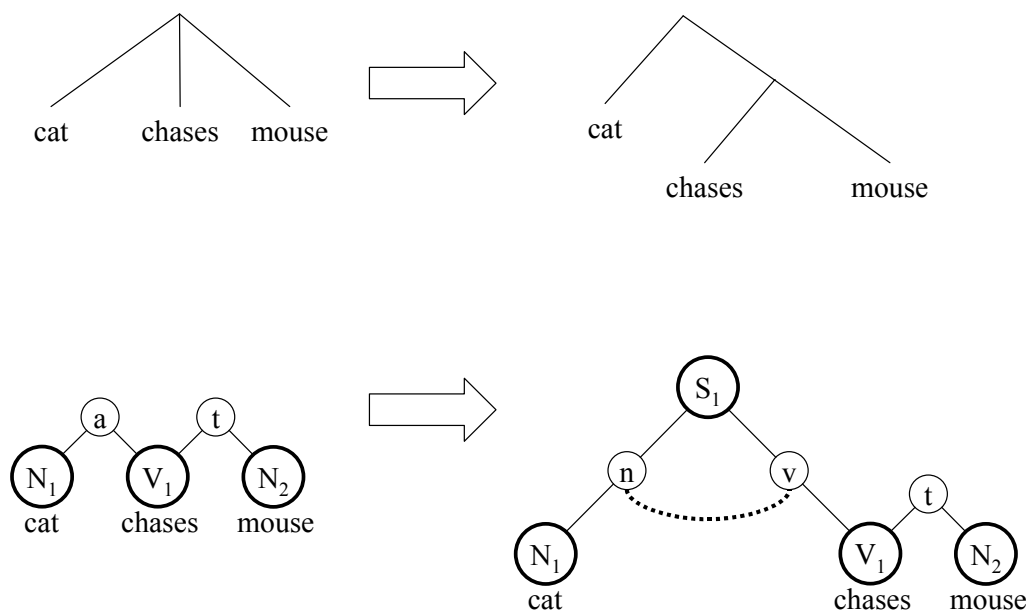 cat chases mouse
cat
chases mouse
S₁
a t
n v
t
N₁ V₁ N₂
cat chases mouse
N₁ V₁ N₂
cat chases mouse